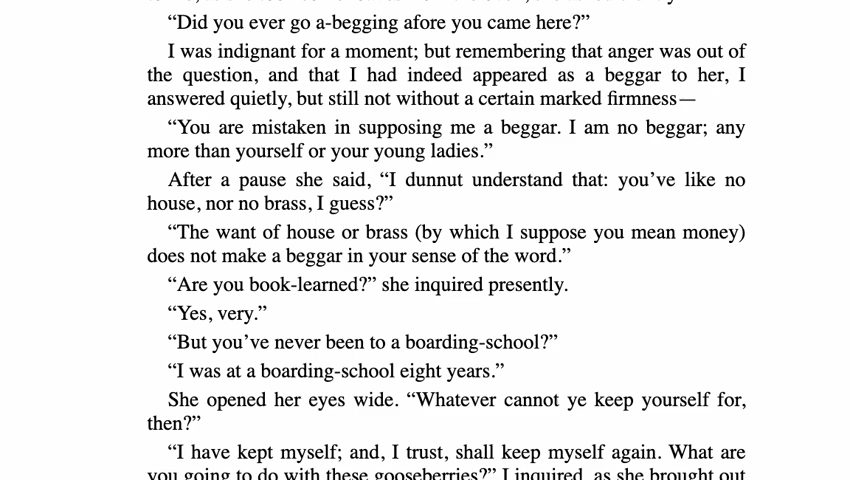 “Did you ever go a-begging afore you came here?”
I was indignant for a moment; but remembering that anger was out of
the question, and that I had indeed appeared as a beggar to her, I
answered quietly, but still not without a certain marked firmness—
“You are mistaken in supposing me a beggar. I am no beggar; any
more than yourself or your young ladies.”
After a pause she said, “I dunnut understand that: you’ve like no
house, nor no brass, I guess?”
“The want of house or brass (by which I suppose you mean money)
does not make a beggar in your sense of the word.”
“Are you book-learned?” she inquired presently.
“Yes, very.”
“But you’ve never been to a boarding-school?”
“I was at a boarding-school eight years.”
She opened her eyes wide. “Whatever cannot ye keep yourself for,
then?”
“I have kept myself; and, I trust, shall keep myself again. What are
you going to do with these gooseberries?” I inquired, as she brought out